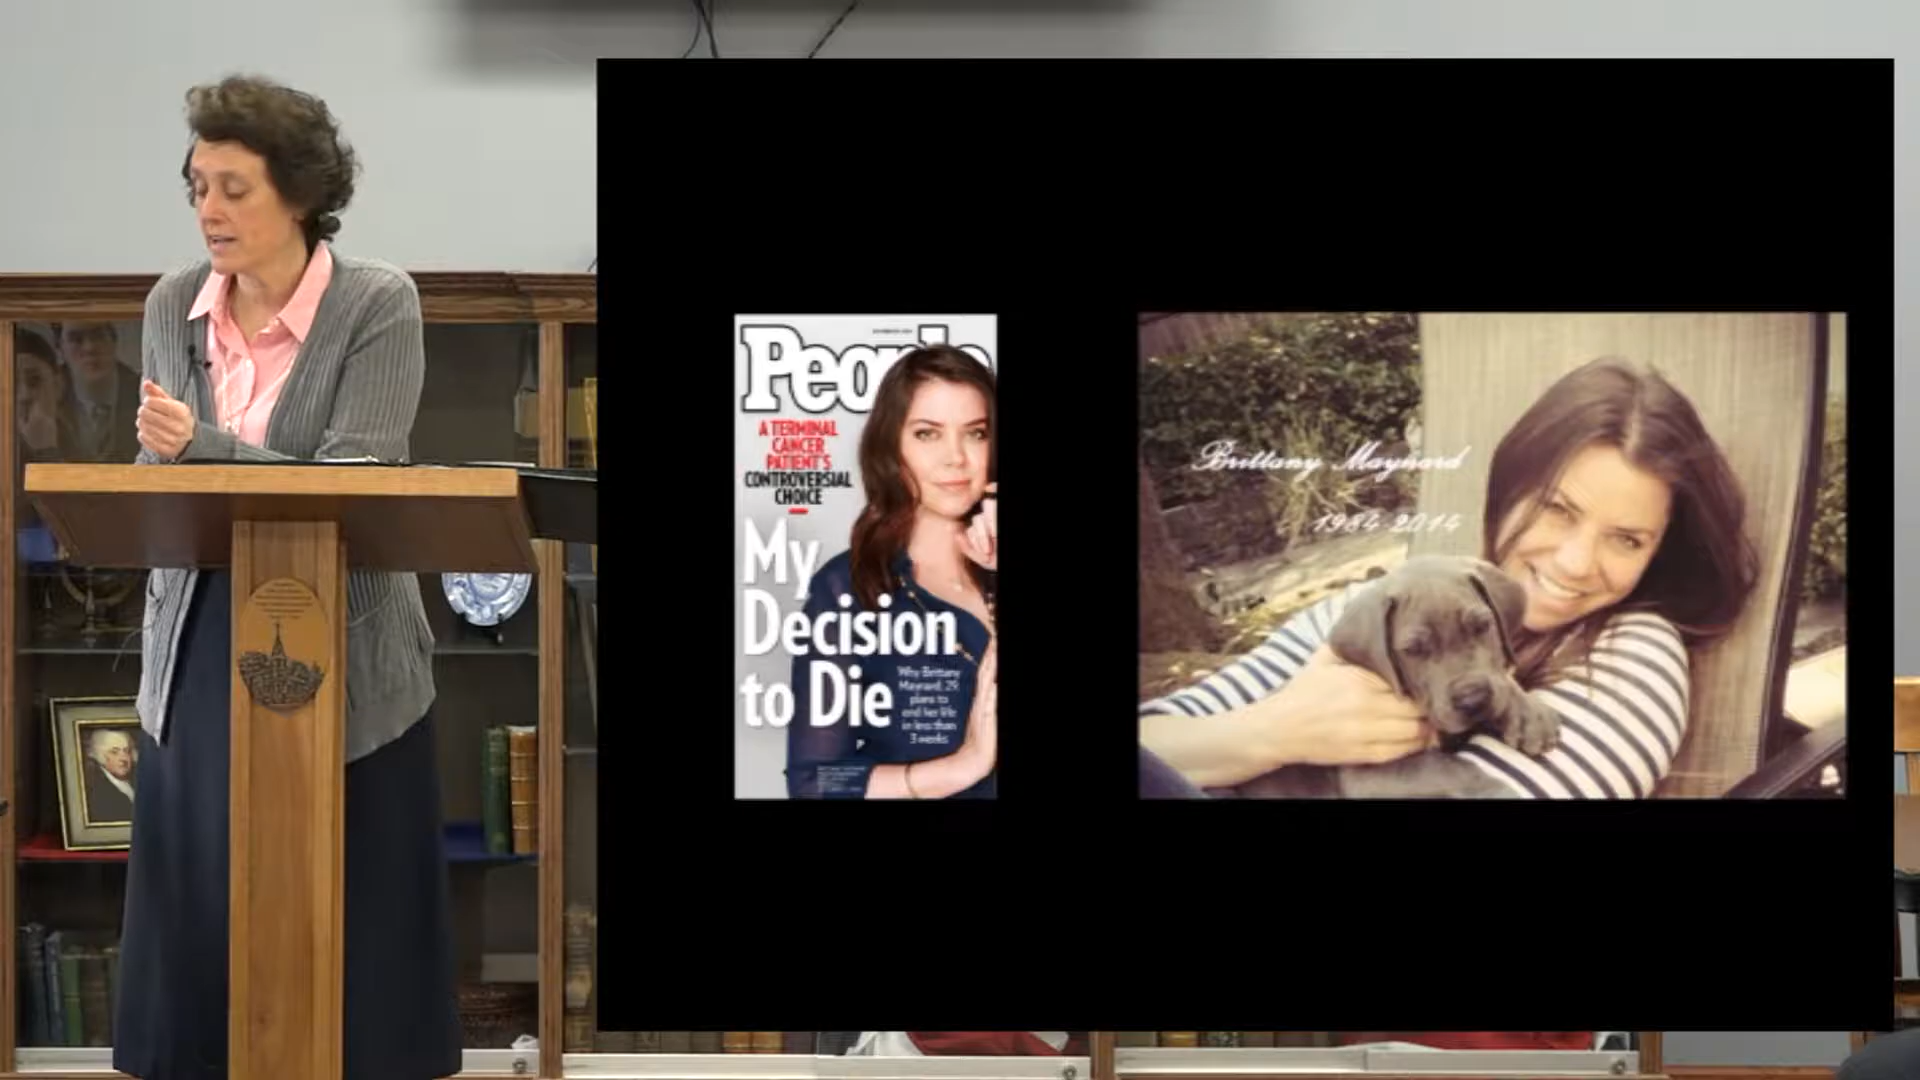 People
A TERMINAL
CANCER
PATIENT'S
CONTROVERSIAL
CHOICE
My
Decision
to Die
Why Brittany
Maynard, 29,
plans to
end her life
in less than
3 weeks
Brittany Maynard
1984 2014